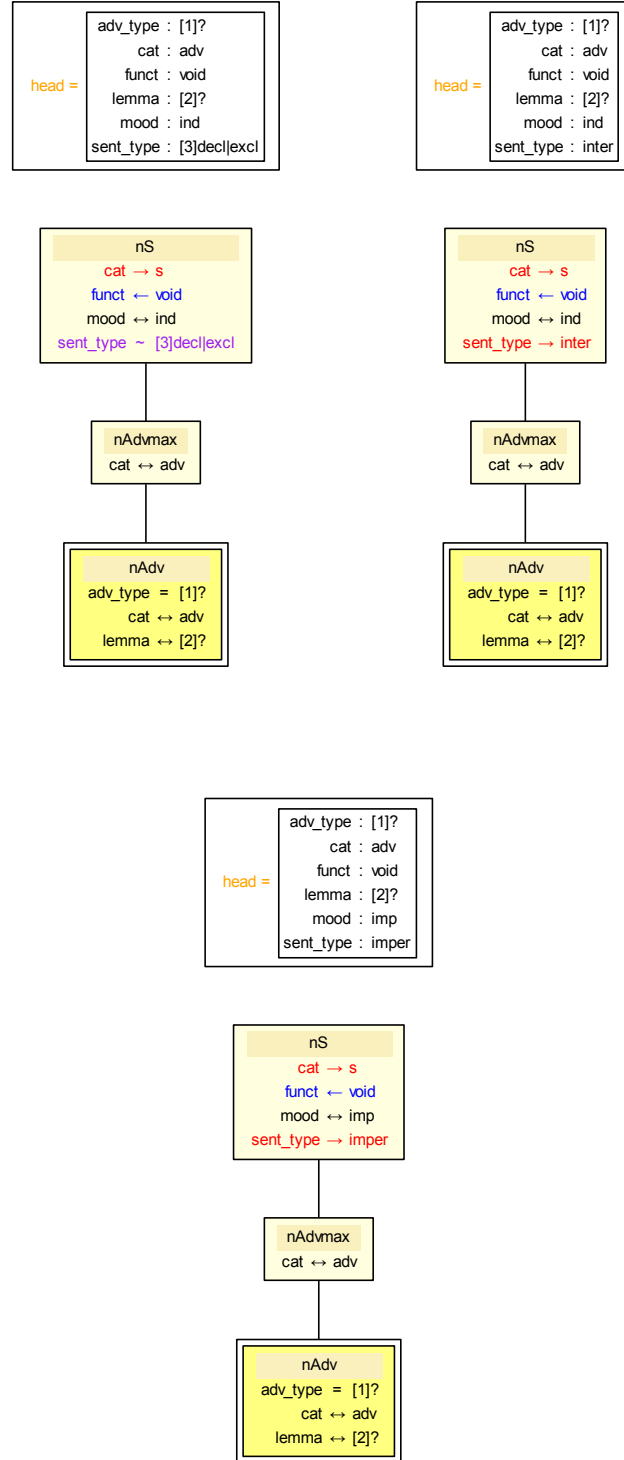 head =
adv_type : [1]?
cat : adv
funct : void
lemma : [2]?
mood : ind
sent_type : [3]decl|excl
nS
cat → s
funct ← void
mood ↔ ind
sent_type ~ [3]decl|excl
nAdvmax
cat ↔ adv
nAdv
adv_type = [1]?
cat ↔ adv
lemma ↔ [2]?
head =
adv_type : [1]?
cat : adv
funct : void
lemma : [2]?
mood : ind
sent_type : inter
nS
cat → s
funct ← void
mood ↔ ind
sent_type → inter
nAdvmax
cat ↔ adv
nAdv
adv_type = [1]?
cat ↔ adv
lemma ↔ [2]?
head =
adv_type : [1]?
cat : adv
funct : void
lemma : [2]?
mood : imp
sent_type : imper
nS
cat → s
funct ← void
mood ↔ imp
sent_type → imper
nAdvmax
cat ↔ adv
nAdv
adv_type = [1]?
cat ↔ adv
lemma ↔ [2]?